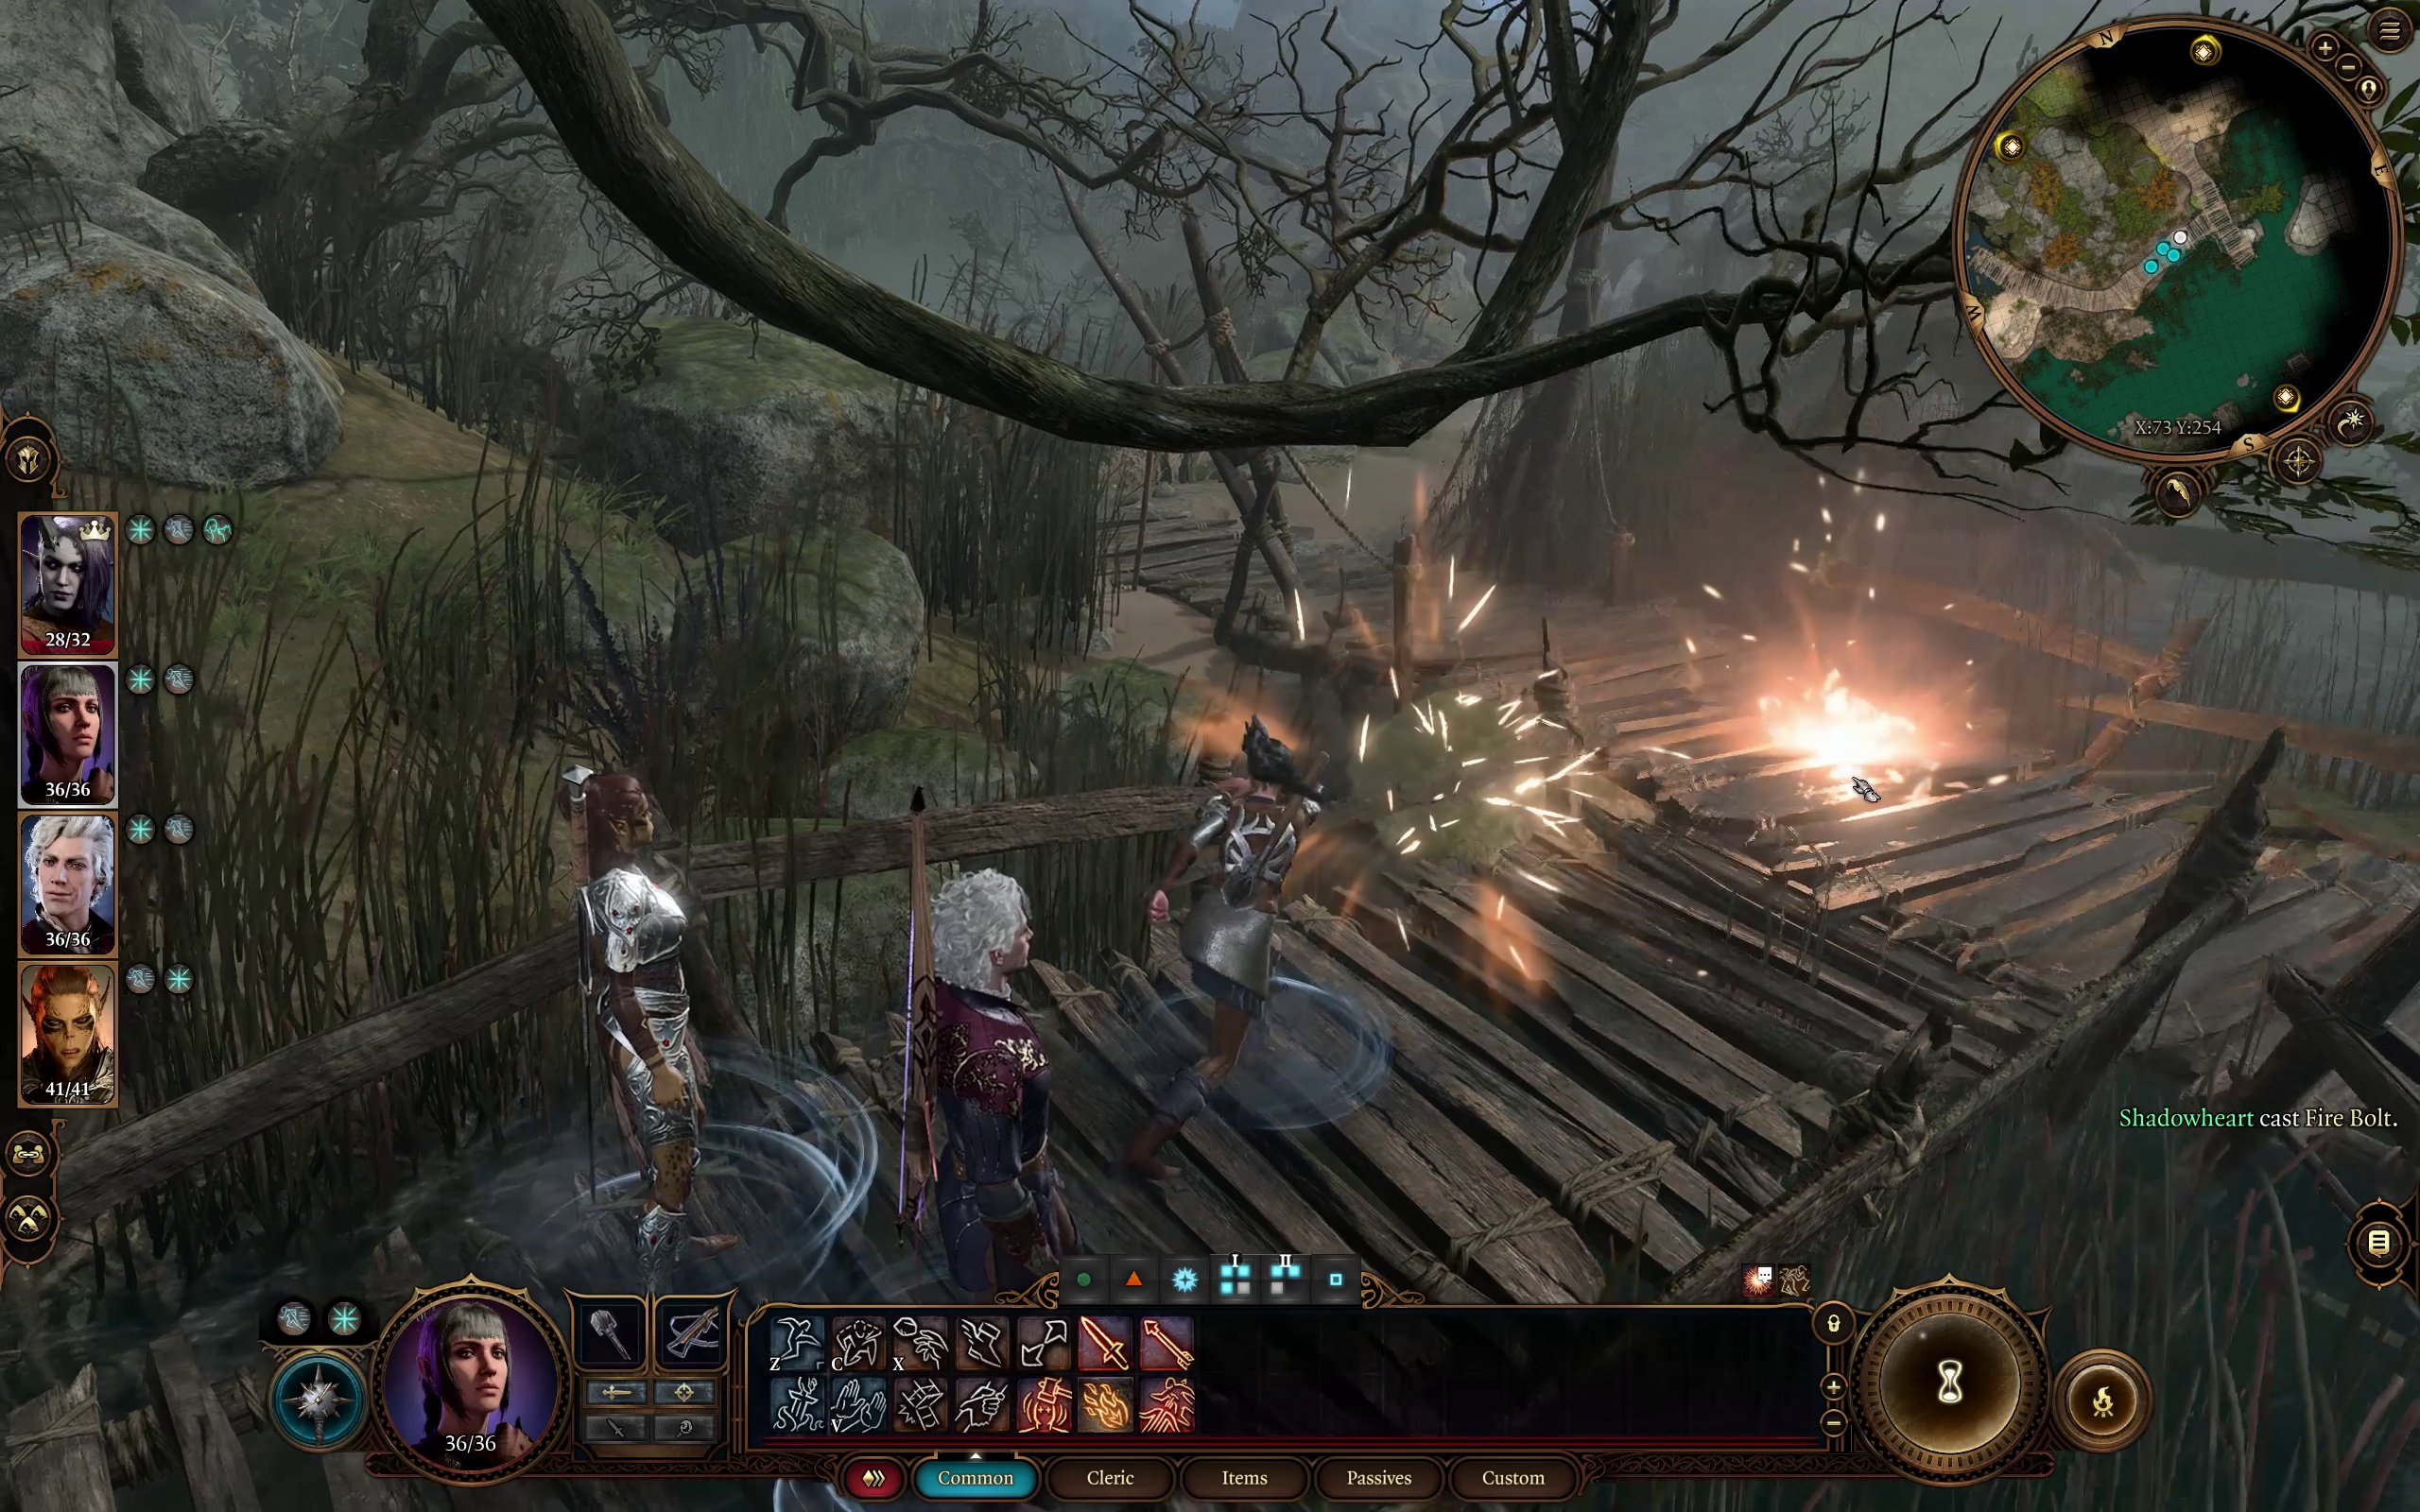 N
E
W
S
X:73 Y:254
28/32
36/36
36/36
41/41
Shadowheart cast Fire Bolt.
I
II
Z
C
X
V
36/36
Common
Cleric
Items
Passives
Custom